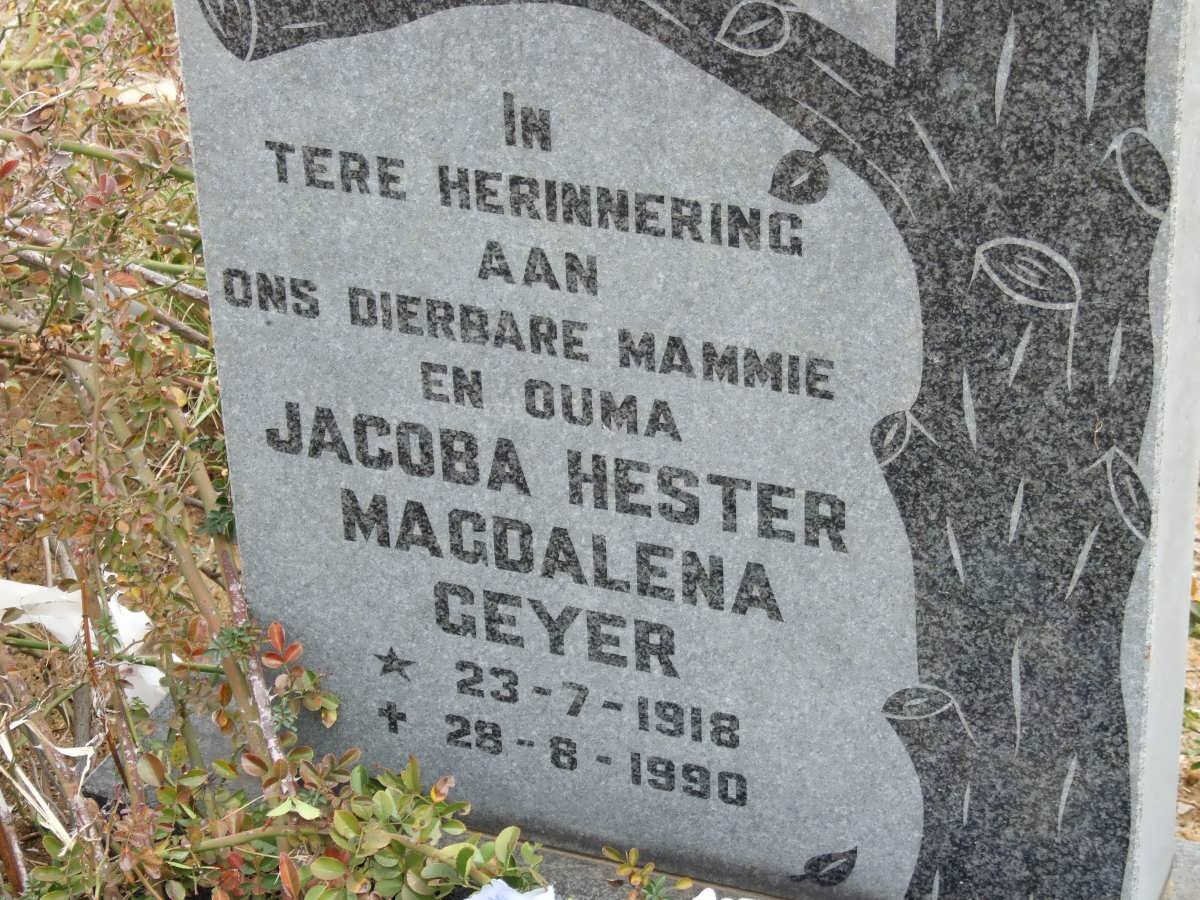 In
TERE HERINNERING
AAN
ONS DIERBARE MAMMIE
EN OUMA
JACOBA HESTER
MAGDALENA
GEYER
★ 23-7-1918
✝ 28-8-1990